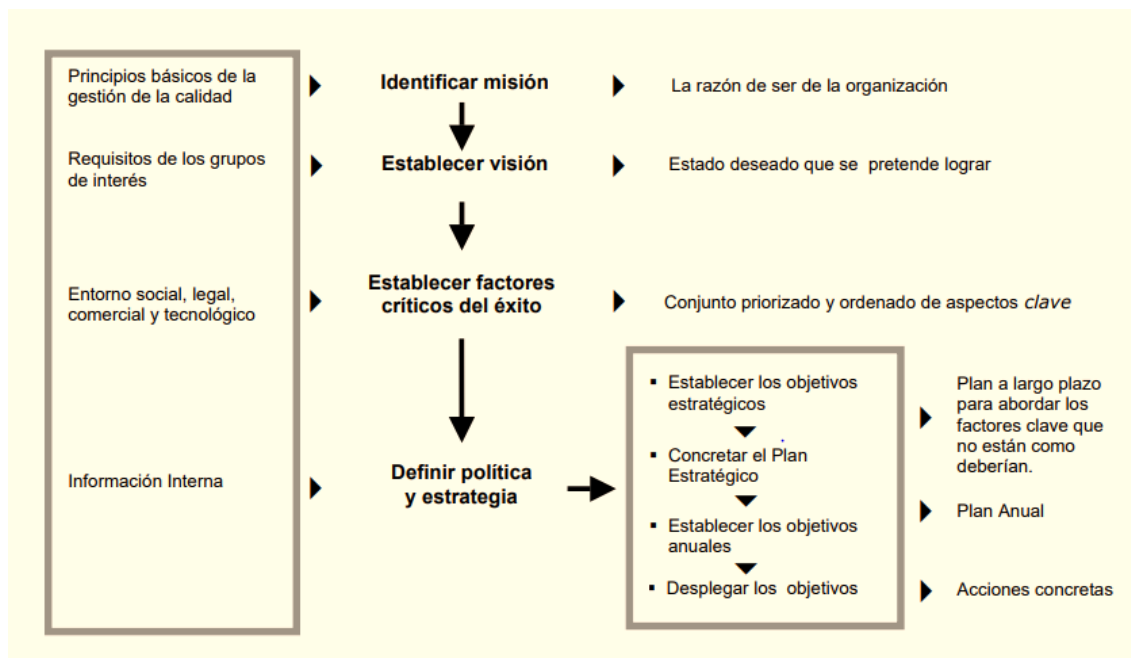 Principios básicos de la
gestión de la calidad
Identificar misión
La razón de ser de la organización
Requisitos de los grupos
de interés
Establecer visión
Estado deseado que se pretende lograr
Entorno social, legal,
comercial y tecnológico
Establecer factores
críticos del éxito
Conjunto priorizado y ordenado de aspectos clave
Información Interna
Definir política
y estrategia
▪ Establecer los objetivos
estratégicos
▪ Concretar el Plan
Estratégico
▪ Establecer los objetivos
anuales
▪ Desplegar los objetivos
Plan a largo plazo
para abordar los
factores clave que
no están como
deberían.
Plan Anual
Acciones concretas